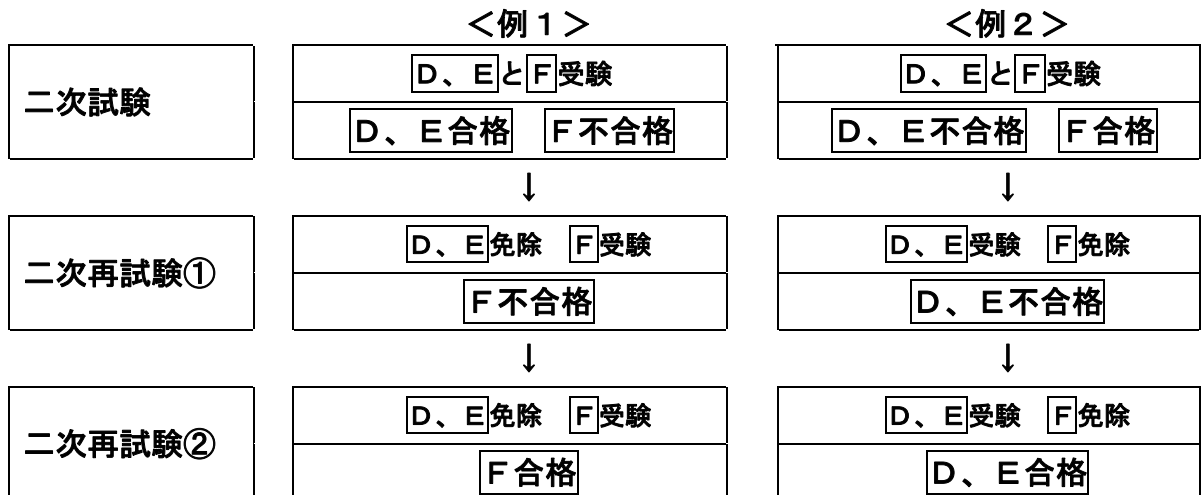 ＜例１＞ ＜例２＞
二次試験
Ｄ、ＥとＦ受験 Ｄ、ＥとＦ受験
Ｄ、Ｅ合格 Ｆ不合格 Ｄ、Ｅ不合格 Ｆ合格
↓ ↓
二次再試験①
Ｄ、Ｅ免除 Ｆ受験 Ｄ、Ｅ受験 Ｆ免除
Ｆ不合格 Ｄ、Ｅ不合格
↓ ↓
二次再試験②
Ｄ、Ｅ免除 Ｆ受験 Ｄ、Ｅ受験 Ｆ免除
Ｆ合格 Ｄ、Ｅ合格